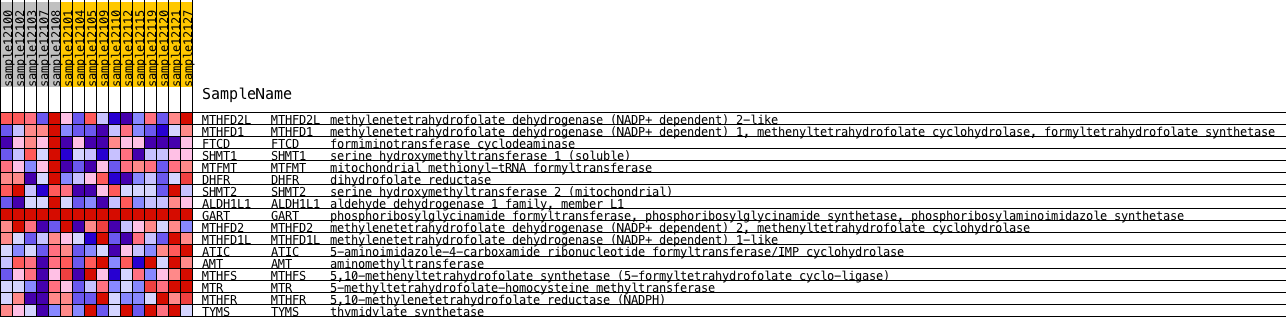 sample12100
sample12102
sample12103
sample12107
sample12108
sample12101
sample12104
sample12105
sample12109
sample12110
sample12112
sample12115
sample12119
sample12120
sample12121
sample12127
SampleName
MTHFD2L MTHFD2L methylenetetrahydrofolate dehydrogenase (NADP+ dependent) 2-like
MTHFD1 MTHFD1 methylenetetrahydrofolate dehydrogenase (NADP+ dependent) 1, methenyltetrahydrofolate cyclohydrolase, formyltetrahydrofolate synthetase
FTCD FTCD formiminotransferase cyclodeaminase
SHMT1 SHMT1 serine hydroxymethyltransferase 1 (soluble)
MTFMT MTFMT mitochondrial methionyl-tRNA formyltransferase
DHFR DHFR dihydrofolate reductase
SHMT2 SHMT2 serine hydroxymethyltransferase 2 (mitochondrial)
ALDH1L1 ALDH1L1 aldehyde dehydrogenase 1 family, member L1
GART GART phosphoribosylglycinamide formyltransferase, phosphoribosylglycinamide synthetase, phosphoribosylaminoimidazole synthetase
MTHFD2 MTHFD2 methylenetetrahydrofolate dehydrogenase (NADP+ dependent) 2, methenyltetrahydrofolate cyclohydrolase
MTHFD1L MTHFD1L methylenetetrahydrofolate dehydrogenase (NADP+ dependent) 1-like
ATIC ATIC 5-aminoimidazole-4-carboxamide ribonucleotide formyltransferase/IMP cyclohydrolase
AMT AMT aminomethyltransferase
MTHFS MTHFS 5,10-methenyltetrahydrofolate synthetase (5-formyltetrahydrofolate cyclo-ligase)
MTR MTR 5-methyltetrahydrofolate-homocysteine methyltransferase
MTHFR MTHFR 5,10-methylenetetrahydrofolate reductase (NADPH)
TYMS TYMS thymidylate synthetase